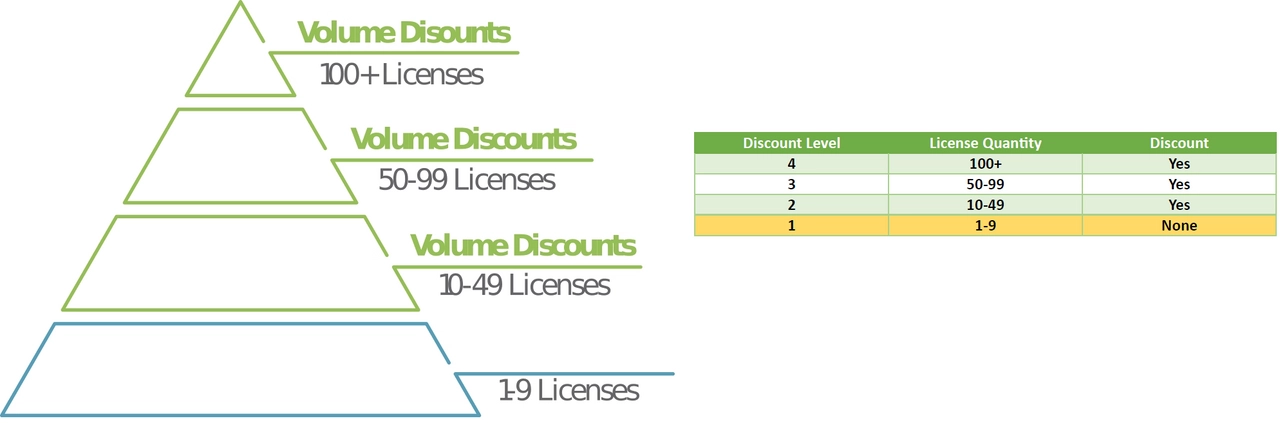 Volume Disounts
100+ Licenses
Volume Discounts
50-99 Licenses
Volume Discounts
10-49 Licenses
1-9 Licenses
Discount Level License Quantity Discount
4 100+ Yes
3 50-99 Yes
2 10-49 Yes
1 1-9 None